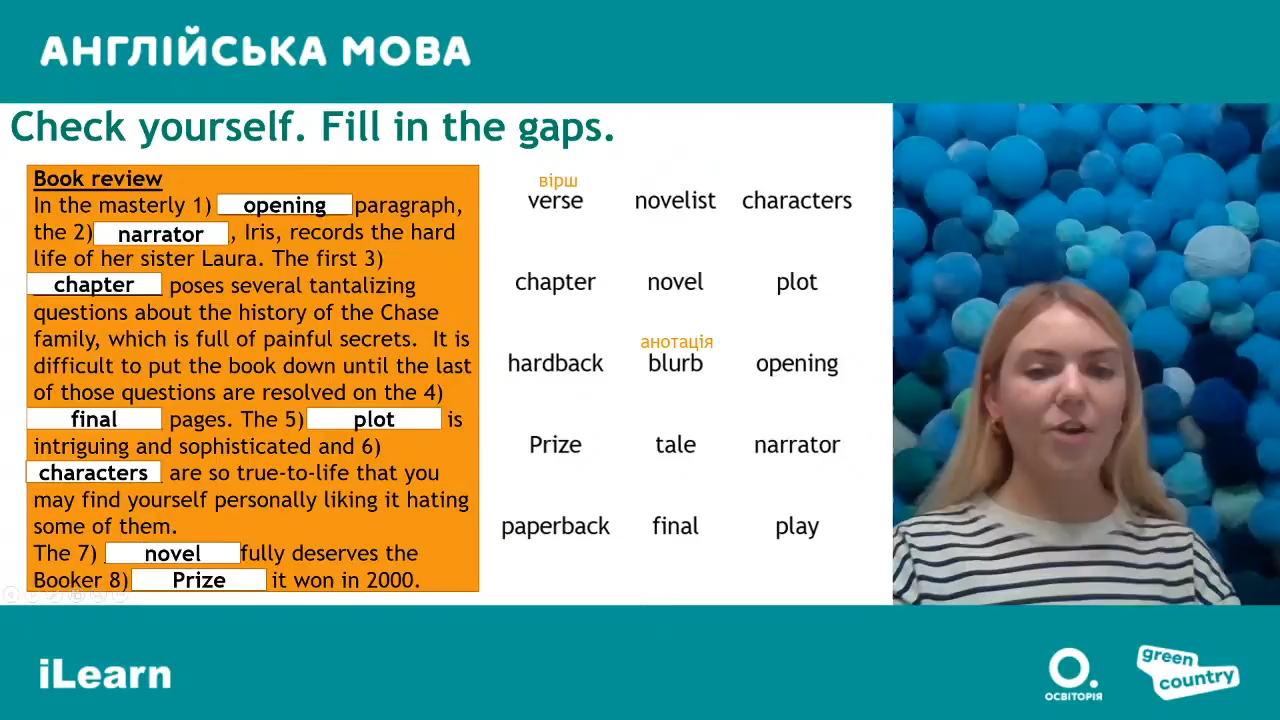 АНГЛІЙСЬКА МОВА
Check yourself. Fill in the gaps.
Book review
In the masterly 1) opening paragraph,
the 2) narrator , Iris, records the hard
life of her sister Laura. The first 3)
chapter poses several tantalizing
questions about the history of the Chase
family, which is full of painful secrets. It is
difficult to put the book down until the last
of those questions are resolved on the 4)
final pages. The 5) plot is
intriguing and sophisticated and 6)
characters are so true-to-life that you
may find yourself personally liking it hating
some of them.
The 7) novel fully deserves the
Booker 8) Prize it won in 2000.
вірш
verse novelist characters
chapter novel plot
анотація
hardback blurb opening
Prize tale narrator
paperback final play
iLearn
О.
ОСВІТОРІЯ
green
country